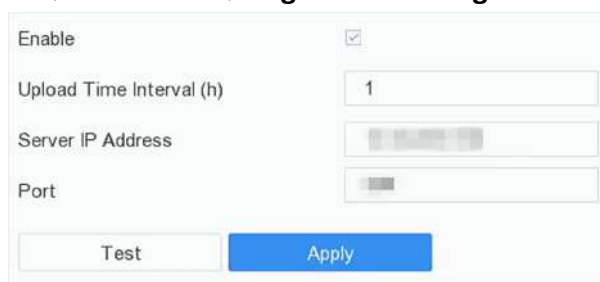 Enable
Upload Time Interval (h) 1
Server IP Address
Port
Test Apply